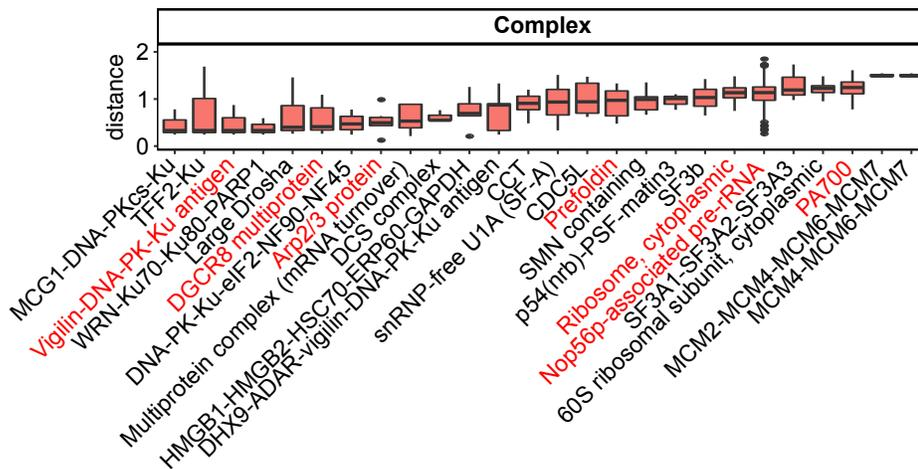 Complex
distance
2
1
0
MCG1-DNA-PKcs-Ku
TFF2-Ku
Vigilin-DNA-PK-Ku antigen
WRN-Ku70-Ku80-PARP1
Large Drosha
DGCR8 multiprotein
DNA-PK-Ku-eIF2-NF90-NF45
Arp2/3 protein
Multiprotein complex (mRNA turnover)
DCS complex
HMGB1-HMGB2-HSC70-ERP60-GAPDH
DHX9-ADAR-vigilin-DNA-PK-Ku antigen
CCT
snRNP-free U1A (SF-A)
CDC5L
Prefoldin
SMN containing
p54(nrb)-PSF-matrin3
SF3b
Ribosome, cytoplasmic
Nop56p-associated pre-rRNA
SF3A1-SF3A2-SF3A3
60S ribosomal subunit, cytoplasmic
PA700
MCM2-MCM4-MCM6-MCM7
MCM4-MCM6-MCM7